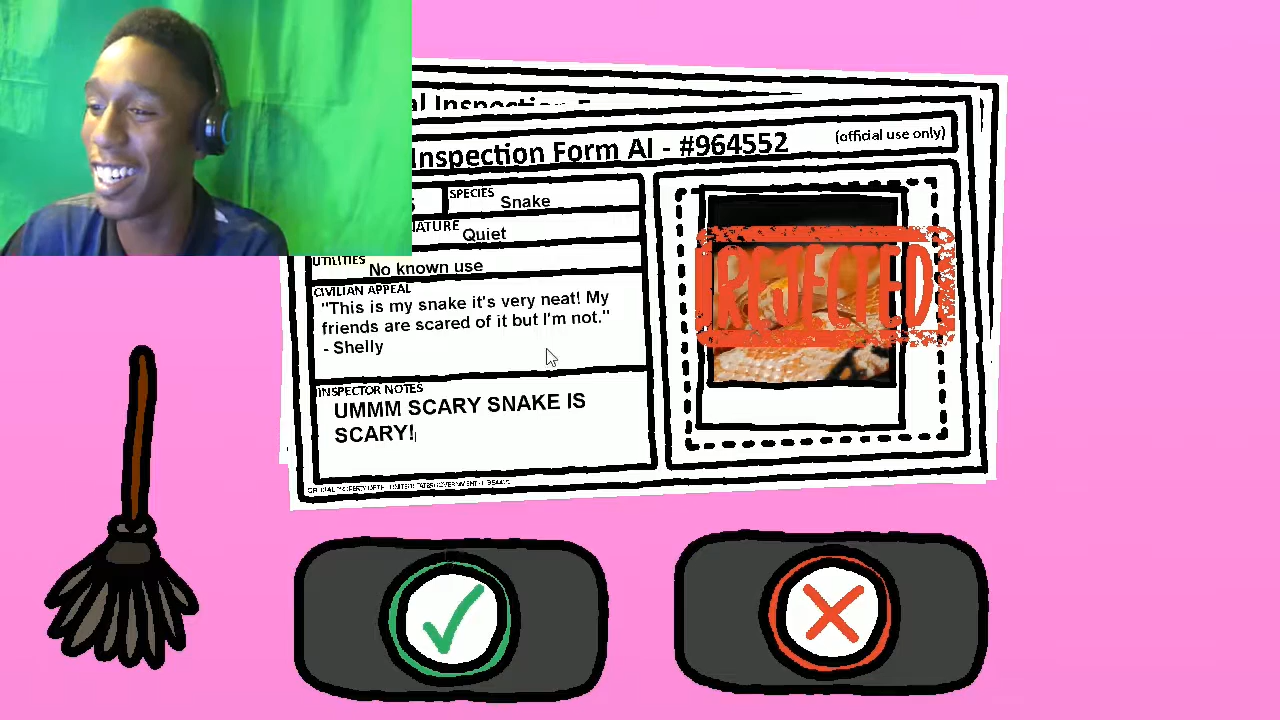 Inspection Form AI - #964552
(official use only)
SPECIES Snake
NATURE Quiet
UTILITIES No known use
CIVILIAN APPEAL
"This is my snake it's very neat! My
friends are scared of it but I'm not."
- Shelly
INSPECTOR NOTES
UMMM SCARY SNAKE IS
SCARY!
REJECTED